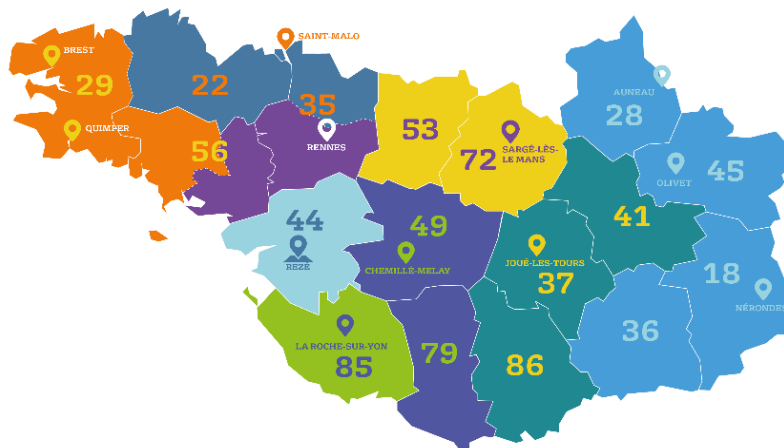 SAINT-MALO
BREST
29
22
35
QUIMPER
56
RENNES
53
72
SARGÉ-LÈS-
LE MANS
AUNEAU
28
OLIVET
45
44
REZÉ
49
CHEMILLÉ-MELAY
JOUÉ-LES-TOURS
37
41
18
NÉRONDES
LA ROCHE-SUR-YON
85
79
86
36